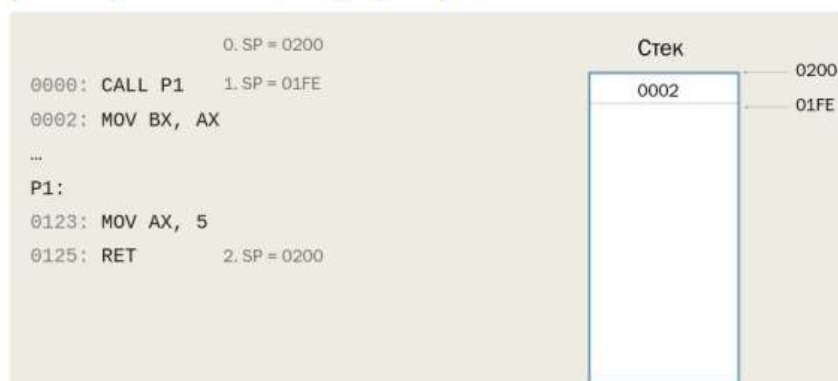 0. SP = 0200
0000: CALL P1 1. SP = 01FE
0002: MOV BX, AX
…
P1:
0123: MOV AX, 5
0125: RET 2. SP = 0200
Стек
0200
0002
01FE